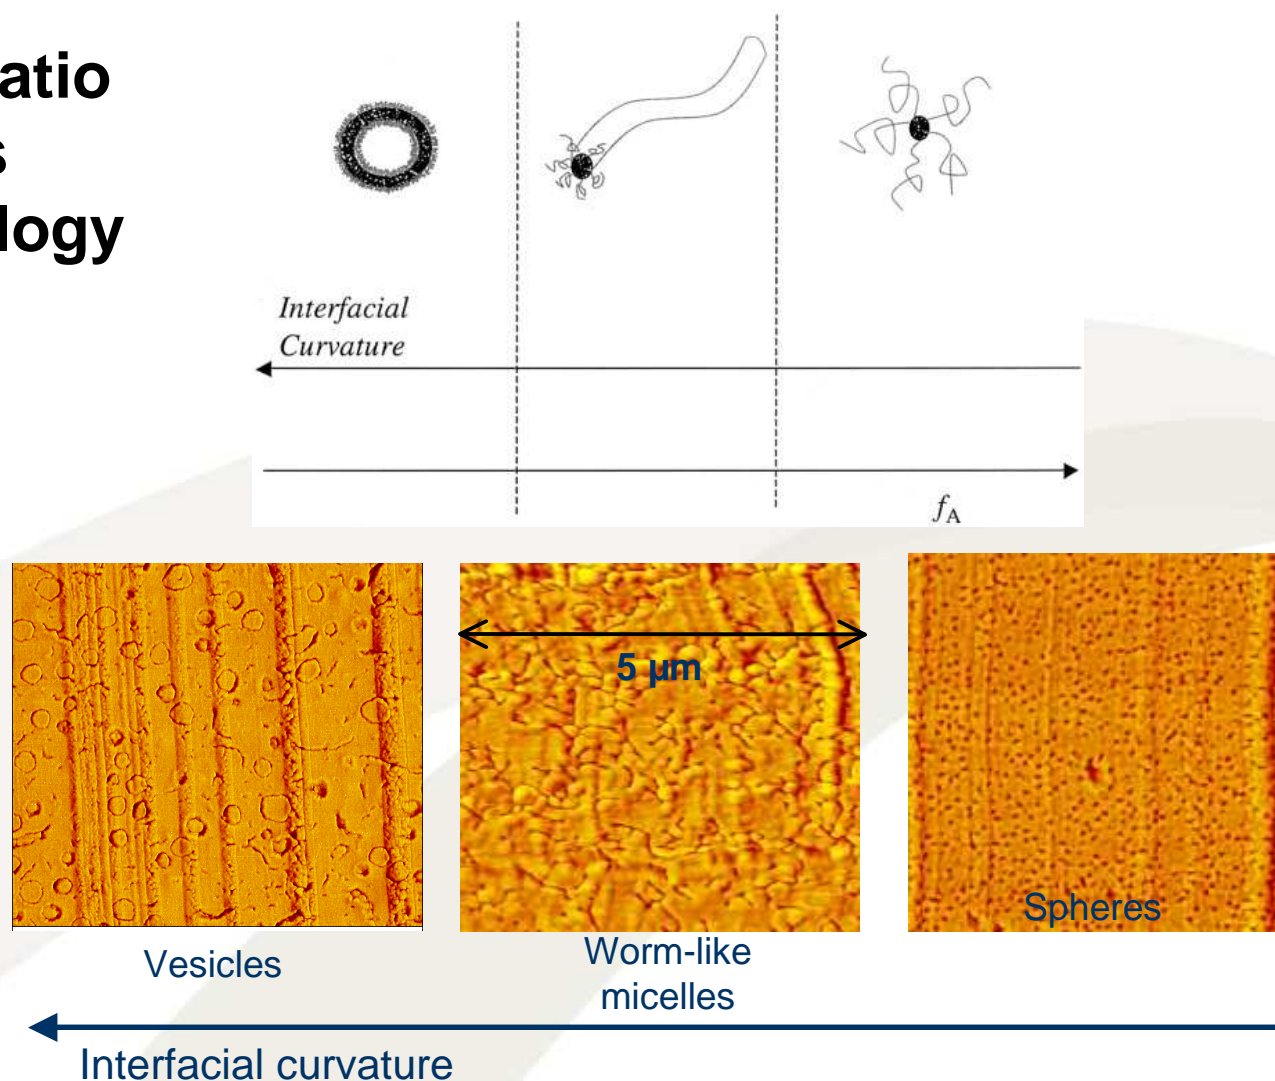 atio
s
logy
Interfacial
Curvature
fA
5 µm
Spheres
Vesicles
Worm-like
micelles
Interfacial curvature